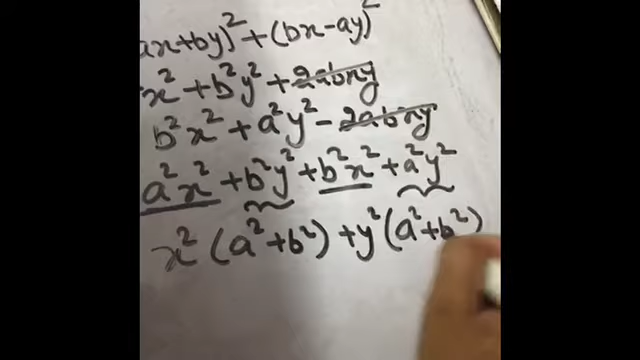 ax+by)² + (bx-ay)²
x² + b²y² + 2abxy
b²x² + a²y² - 2abxy
a²x² + b²y² + b²x² + a²y²
x² (a² + b²) + y² (a² + b²)